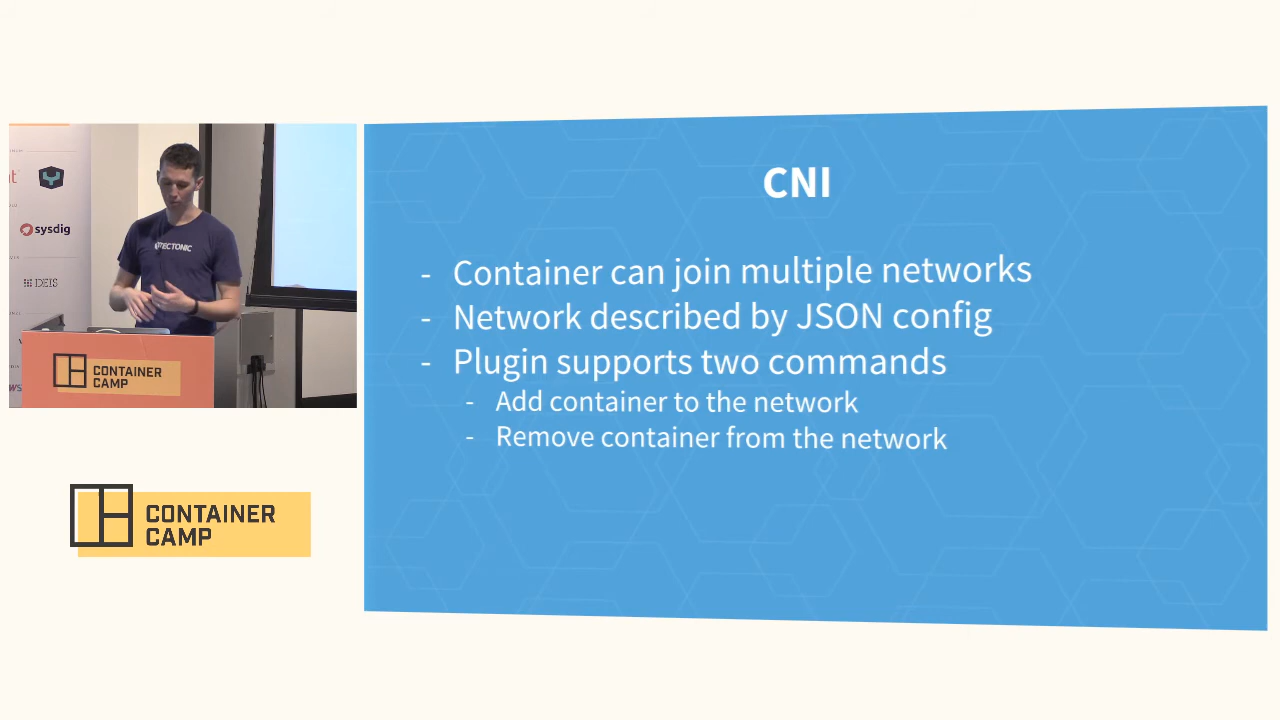 sysdig
DEIS
TECTONIC
CONTAINER
CAMP
CONTAINER
CAMP
CNI
- Container can join multiple networks
- Network described by JSON config
- Plugin supports two commands
- Add container to the network
- Remove container from the network